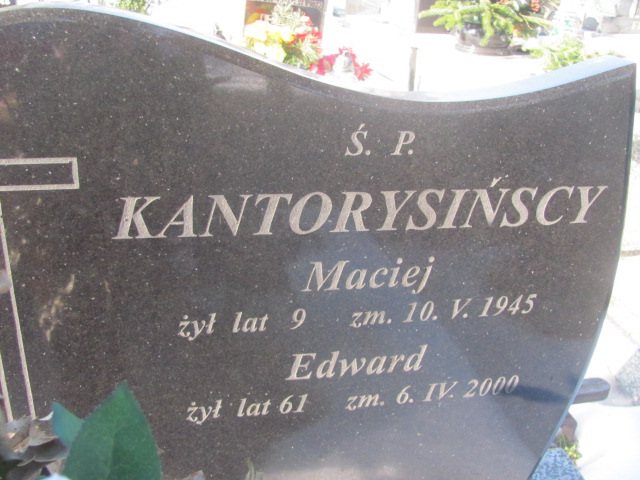 Ś. P.
KANTORYSIŃSCY
Maciej
żył lat 9 zm. 10. V. 1945
Edward
żył lat 61 zm. 6. IV. 2000